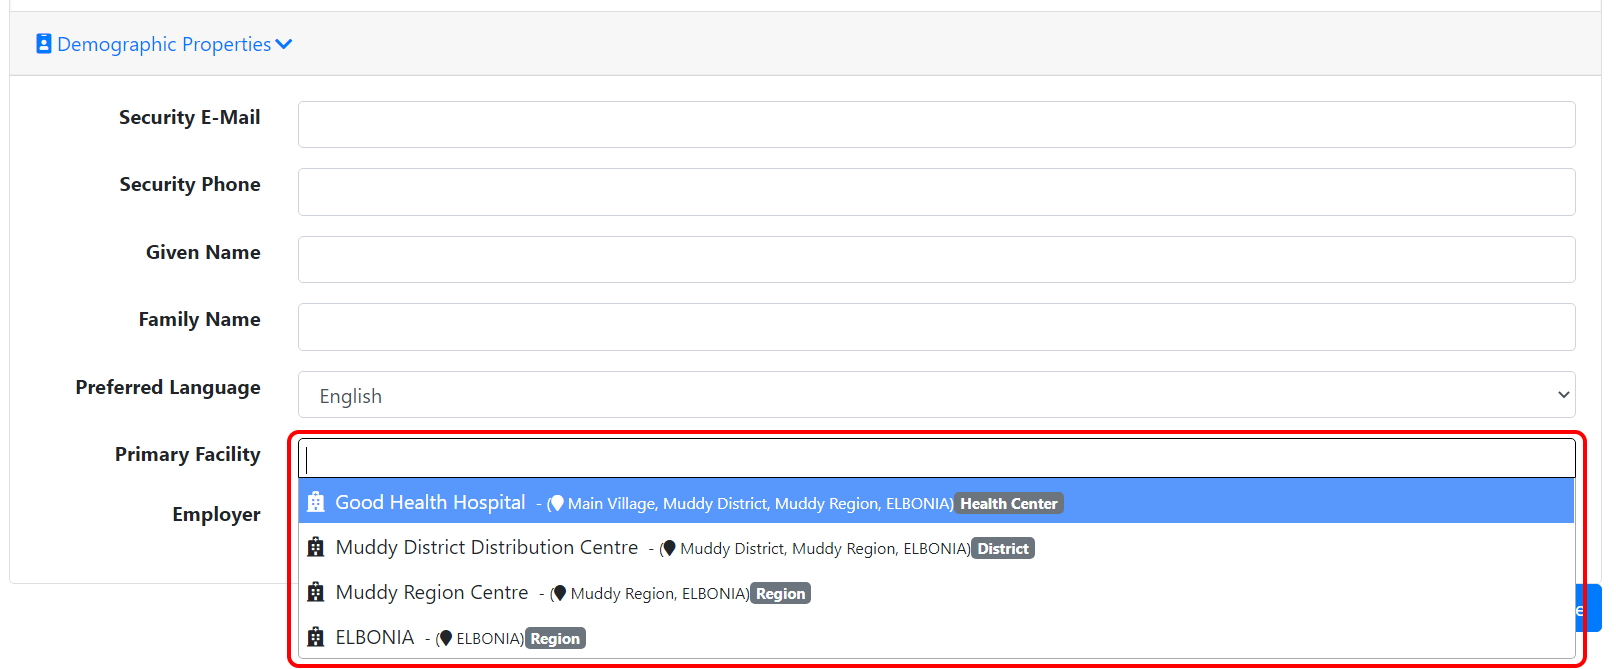 Demographic Properties
Security E-Mail
Security Phone
Given Name
Family Name
Preferred Language English
Primary Facility
Good Health Hospital - (Main Village, Muddy District, Muddy Region, ELBONIA) Health Center
Employer
Muddy District Distribution Centre - (Muddy District, Muddy Region, ELBONIA) District
Muddy Region Centre - (Muddy Region, ELBONIA) Region
ELBONIA - (ELBONIA) Region